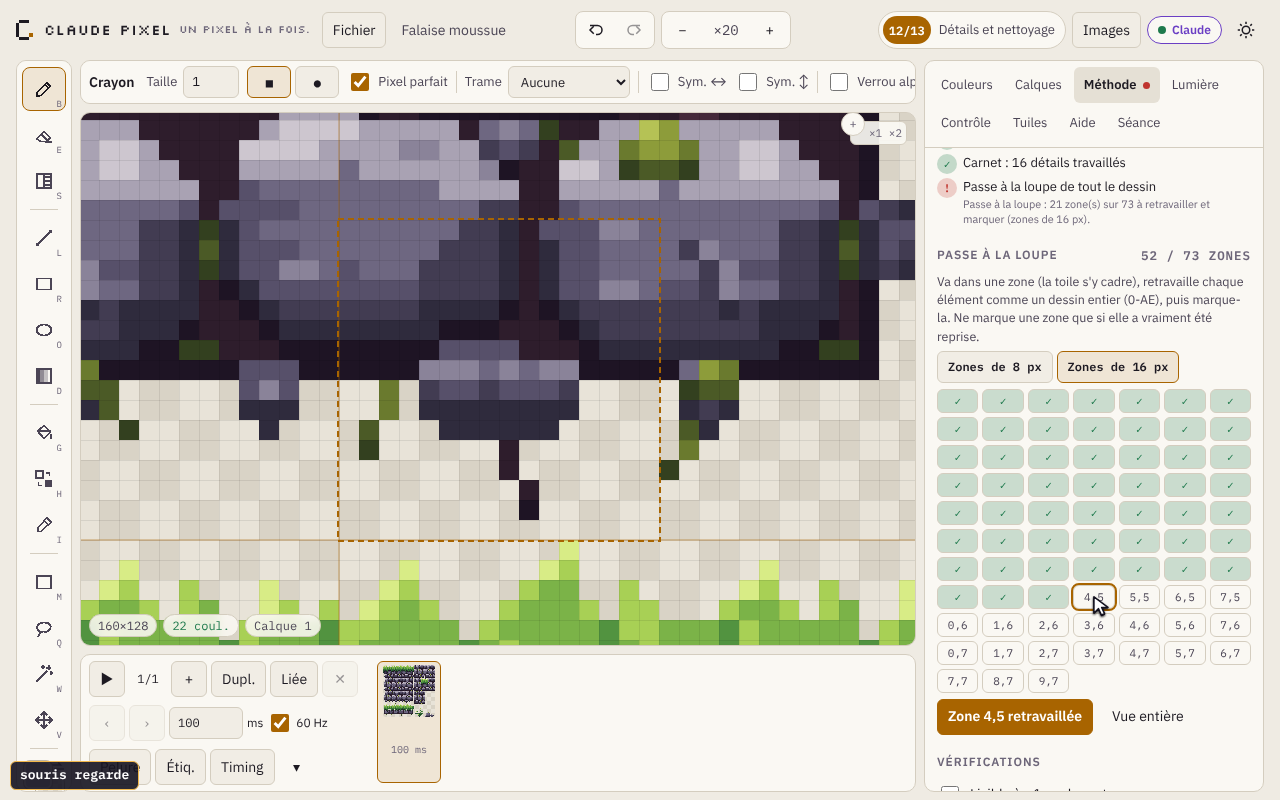 CLAUDE PIXEL UN PIXEL À LA FOIS. Fichier Falaise moussue − ×20 + 12/13 Détails et nettoyage Images Claude
Crayon Taille 1 Pixel parfait Trame Aucune Sym. ↔ Sym. ↕ Verrou alp
B
E
S
L
R
O
D
G
H
I
M
Q
W
V
+ ×1 ×2
160×128 22 coul. Calque 1
Couleurs Calques Méthode Lumière
Contrôle Tuiles Aide Séance
✓ Carnet : 16 détails travaillés
! Passe à la loupe de tout le dessin
Passe à la loupe : 21 zone(s) sur 73 à retravailler et
marquer (zones de 16 px).
PASSE À LA LOUPE 52 / 73 ZONES
Va dans une zone (la toile s'y cadre), retravaille chaque
élément comme un dessin entier (0-AE), puis marque-
la. Ne marque une zone que si elle a vraiment été
reprise.
Zones de 8 px Zones de 16 px
✓ ✓ ✓ ✓ ✓ ✓ ✓
✓ ✓ ✓ ✓ ✓ ✓ ✓
✓ ✓ ✓ ✓ ✓ ✓ ✓
✓ ✓ ✓ ✓ ✓ ✓ ✓
✓ ✓ ✓ ✓ ✓ ✓ ✓
✓ ✓ ✓ ✓ ✓ ✓ ✓
✓ ✓ ✓ ✓ ✓ ✓ ✓
✓ ✓ ✓ 4,5 5,5 6,5 7,5
0,6 1,6 2,6 3,6 4,6 5,6 7,6
0,7 1,7 2,7 3,7 4,7 5,7 6,7
7,7 8,7 9,7
Zone 4,5 retravaillée Vue entière
VÉRIFICATIONS
1/1 + Dupl. Liée ✕
‹ › 100 ms 60 Hz
Étiq. Timing ▼
100 ms
souris regarde